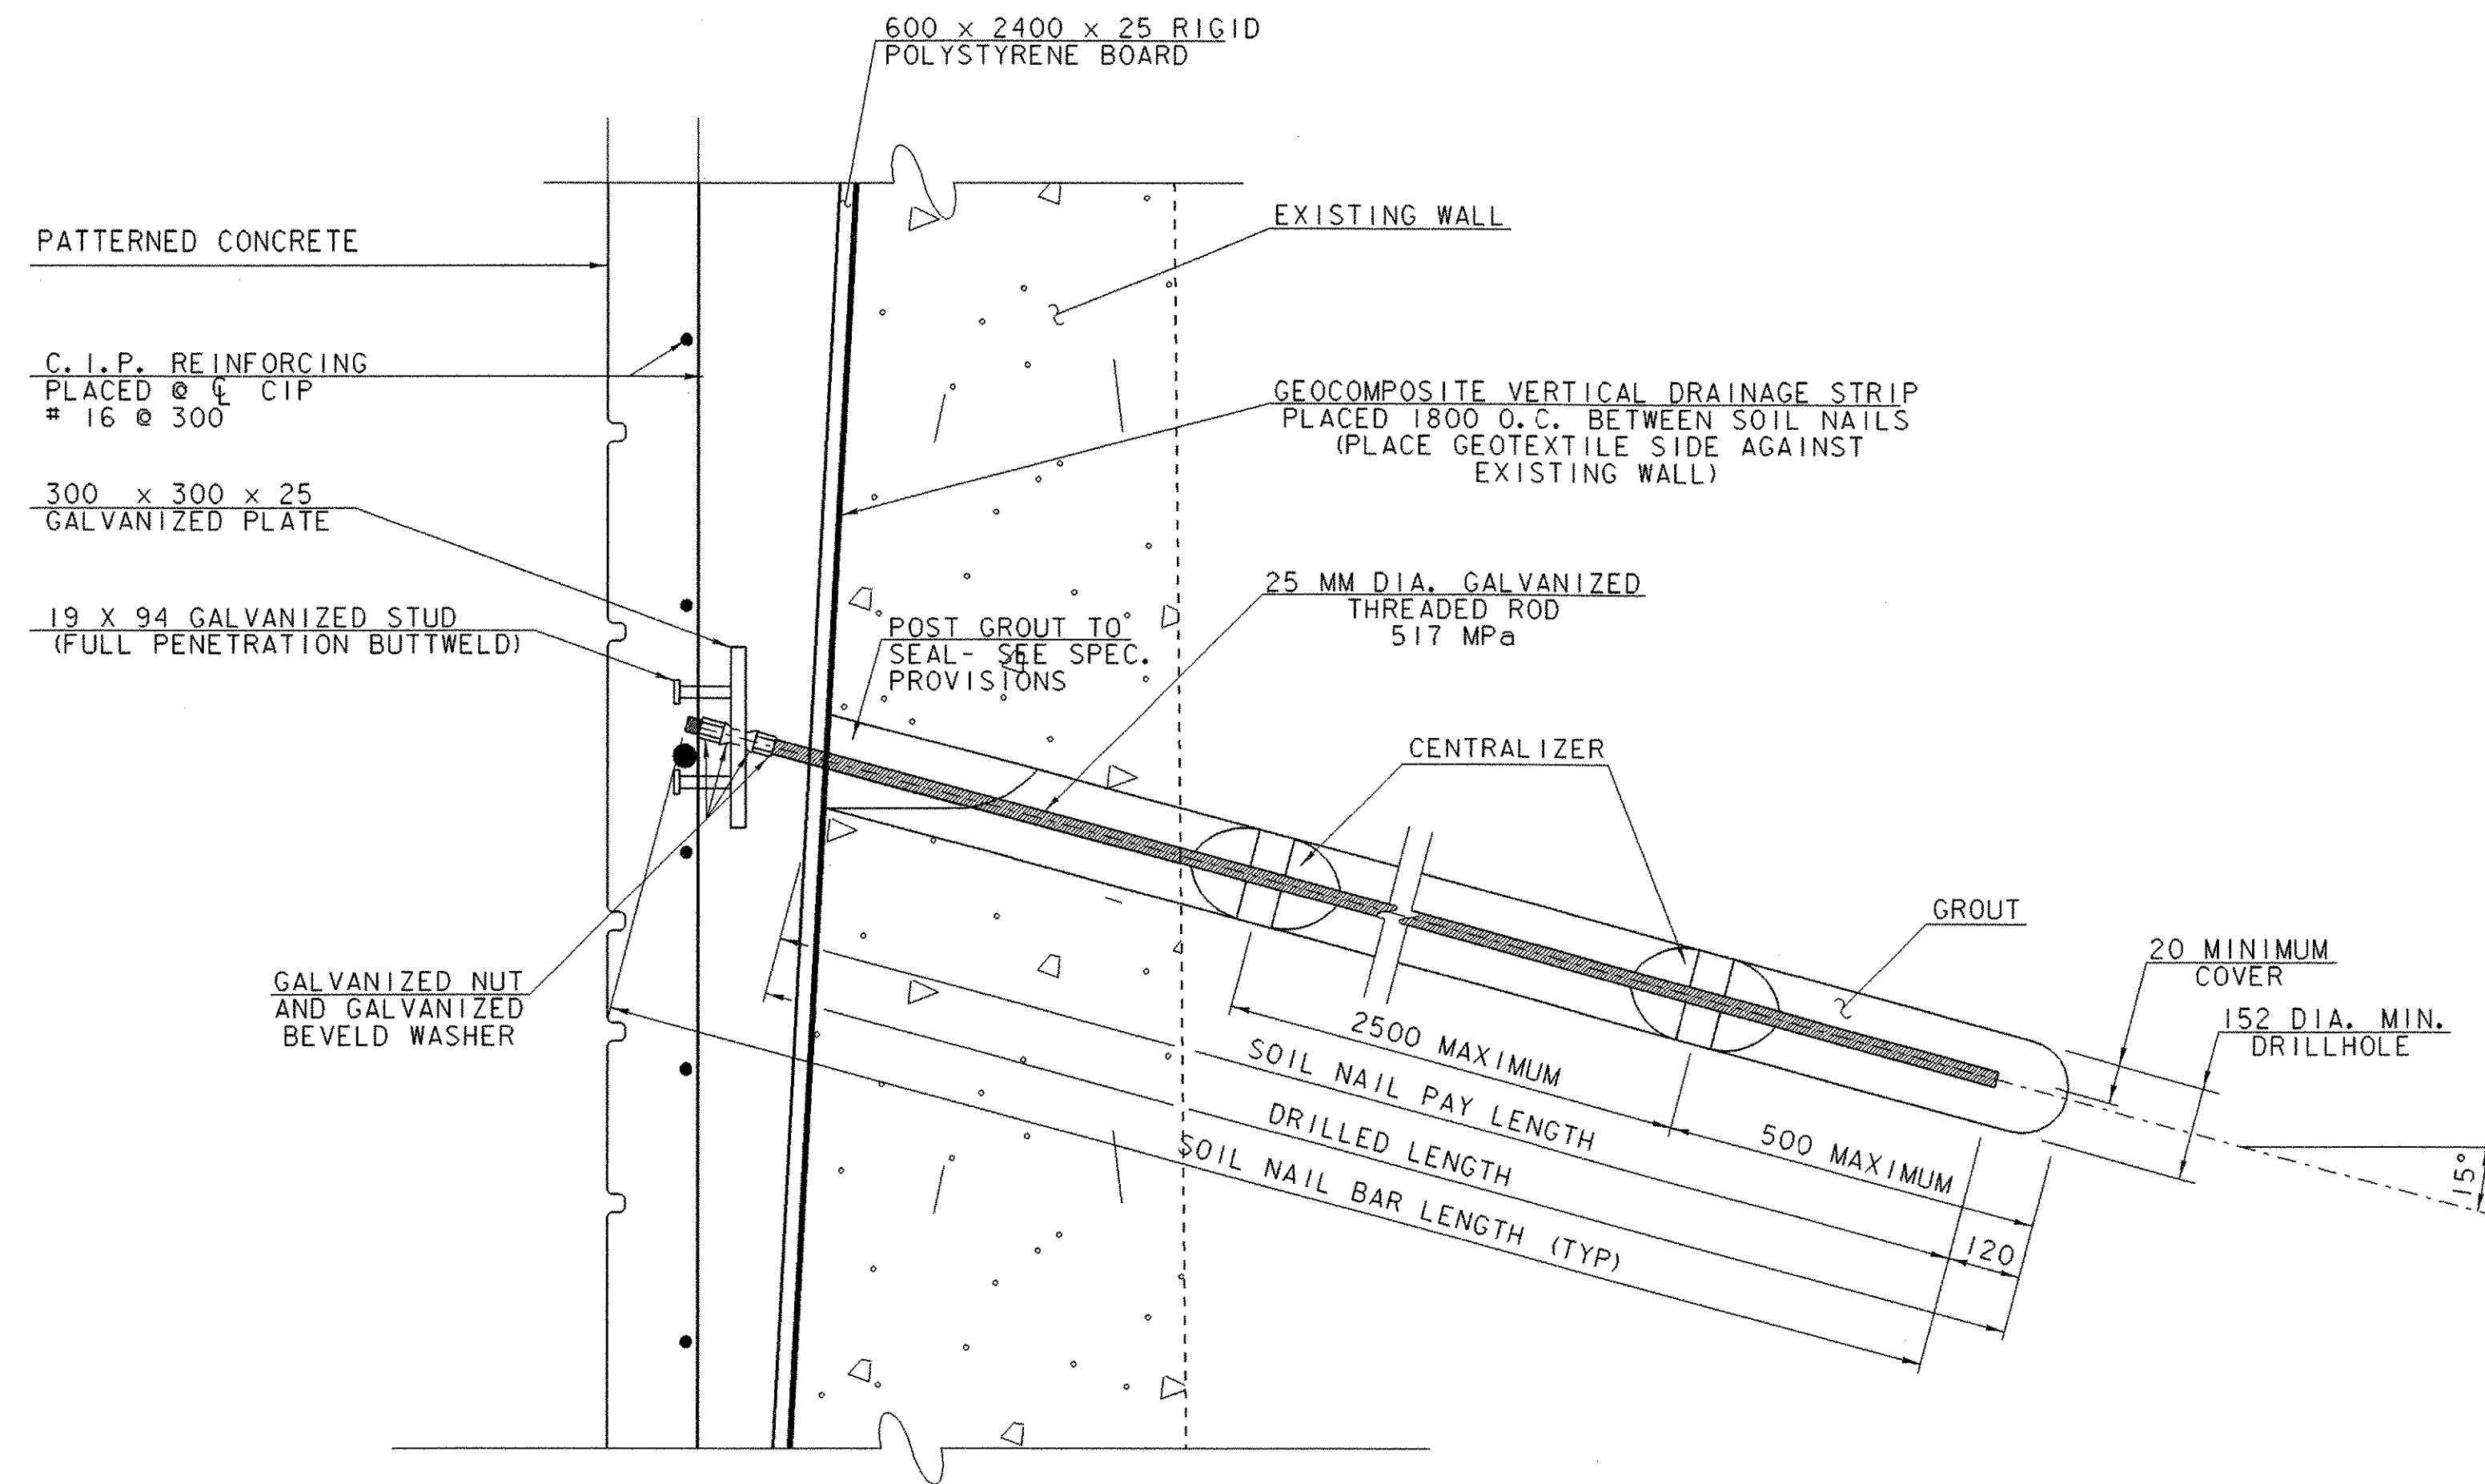 600 x 2400 x 25 RIGID
POLYSTYRENE BOARD
PATTERNED CONCRETE
EXISTING WALL
C.I.P. REINFORCING
PLACED @ ℄ CIP
# 16 @ 300
GEOCOMPOSITE VERTICAL DRAINAGE STRIP
PLACED 1800 O.C. BETWEEN SOIL NAILS
(PLACE GEOTEXTILE SIDE AGAINST
EXISTING WALL)
300 x 300 x 25
GALVANIZED PLATE
19 X 94 GALVANIZED STUD
(FULL PENETRATION BUTTWELD)
25 MM DIA. GALVANIZED
THREADED ROD
517 MPa
POST GROUT TO
SEAL- SEE SPEC.
PROVISIONS
CENTRALIZER
GROUT
20 MINIMUM
COVER
152 DIA. MIN.
DRILLHOLE
GALVANIZED NUT
AND GALVANIZED
BEVELD WASHER
2500 MAXIMUM
500 MAXIMUM
SOIL NAIL PAY LENGTH
120
DRILLED LENGTH
SOIL NAIL BAR LENGTH (TYP)
15°